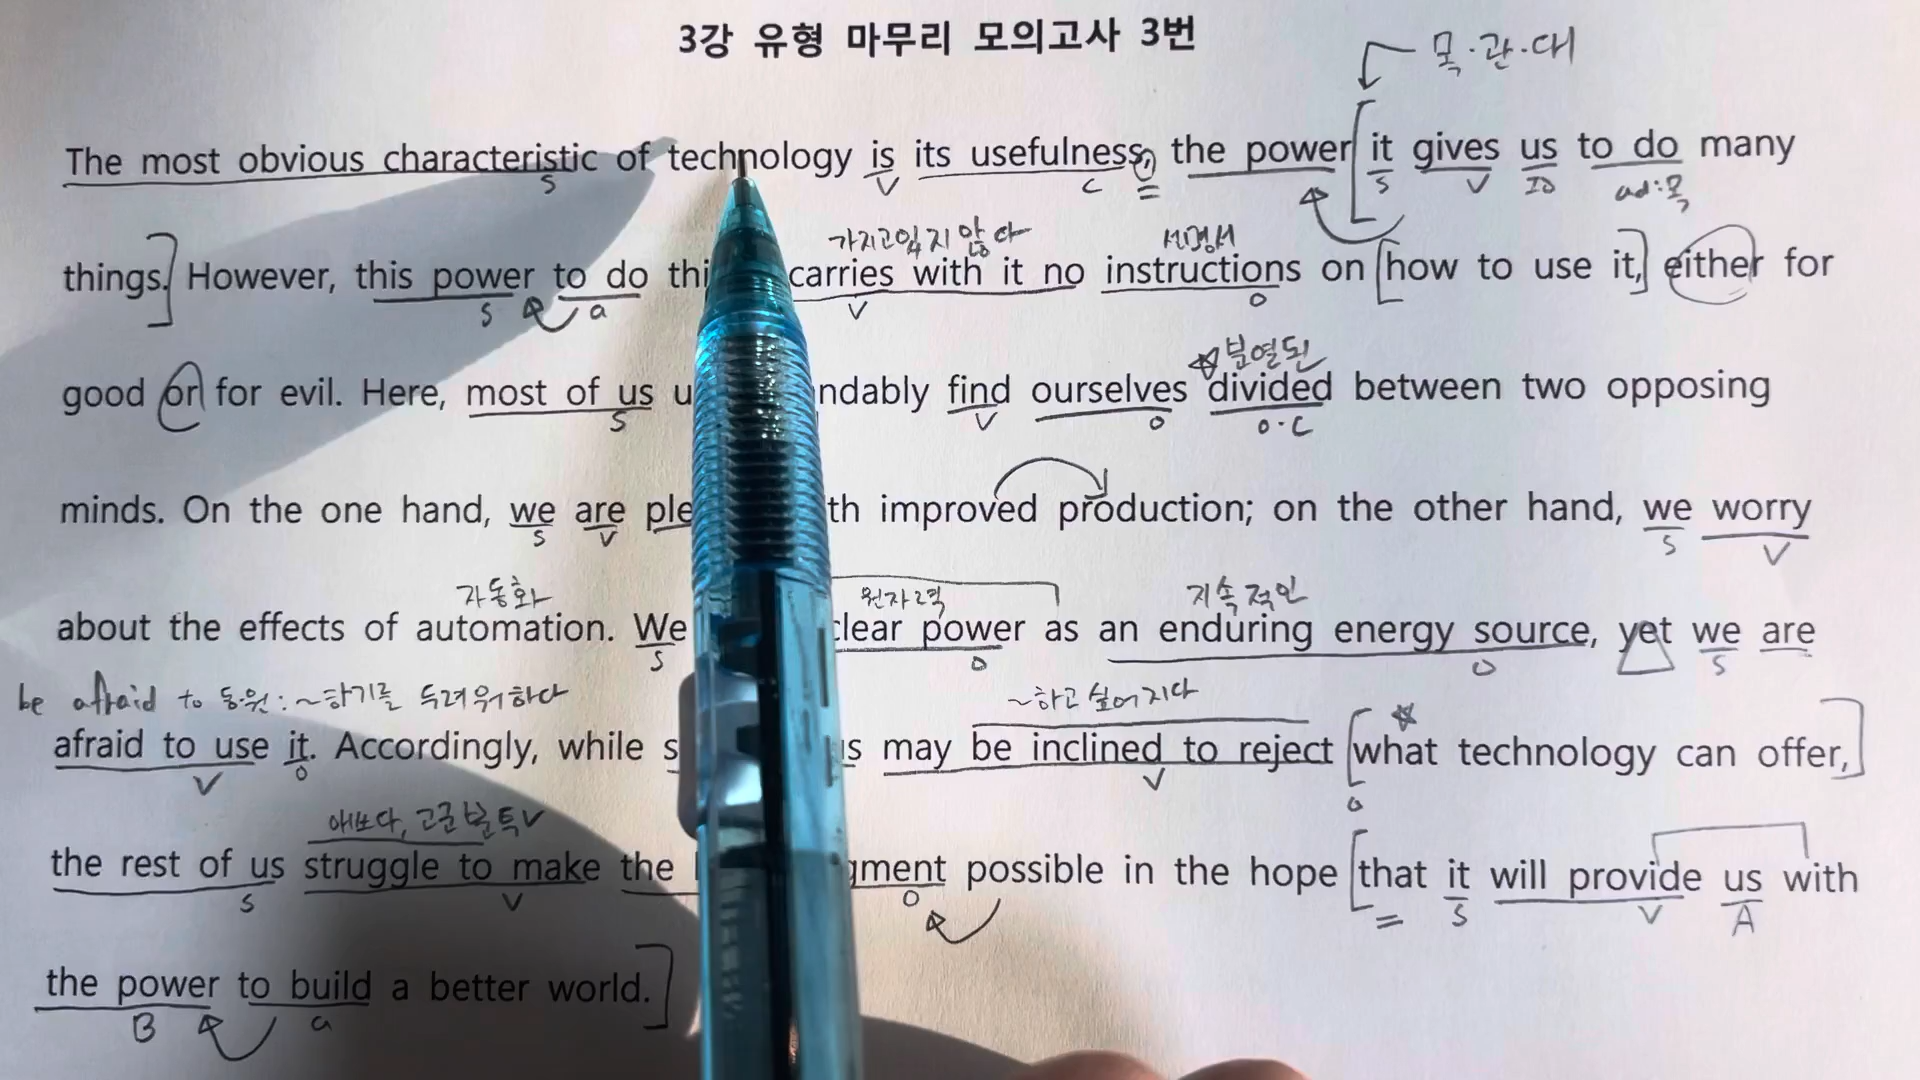 3강 유형 마무리 모의고사 3번
목·관·대
The most obvious characteristic of technology is its usefulness, the power [it gives us to do many
S V C = S V IO ad:목
가지고있지 않다 설명서
things.] However, this power to do thi carries with it no instructions on [how to use it,] either for
S a V O
분열된
good or for evil. Here, most of us u ndably find ourselves divided between two opposing
S V O O·C
minds. On the one hand, we are ple th improved production; on the other hand, we worry
S V S V
자동화 원자력 지속적인
about the effects of automation. We clear power as an enduring energy source, yet we are
S O O S
be afraid to 동·원: ~하기를 두려워하다 ~하고 싶어지다
afraid to use it. Accordingly, while s us may be inclined to reject [what technology can offer,]
V O V O
애쓰다, 고군분투
the rest of us struggle to make the gment possible in the hope [that it will provide us with
S V O = S V A
the power to build a better world.]
B a